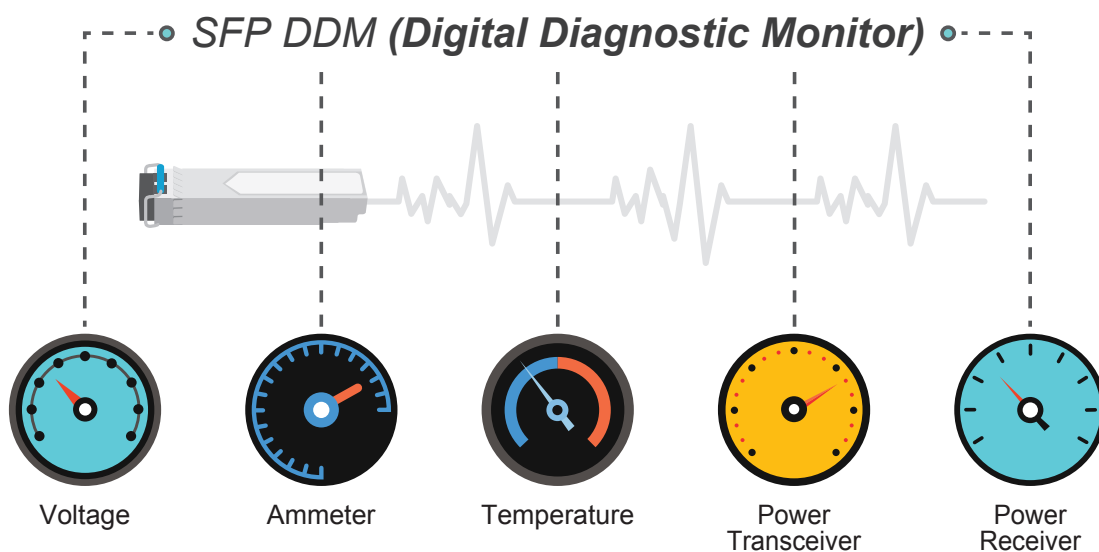 SFP DDM (Digital Diagnostic Monitor)
Voltage
Ammeter
Temperature
Power
Transceiver
Power
Receiver